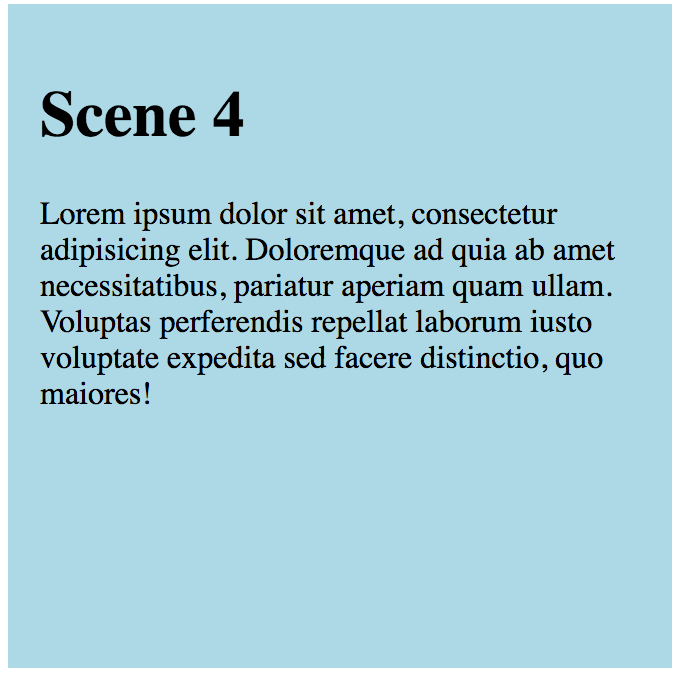 Scene 4
Lorem ipsum dolor sit amet, consectetur
adipisicing elit. Doloremque ad quia ab amet
necessitatibus, pariatur aperiam quam ullam.
Voluptas perferendis repellat laborum iusto
voluptate expedita sed facere distinctio, quo
maiores!